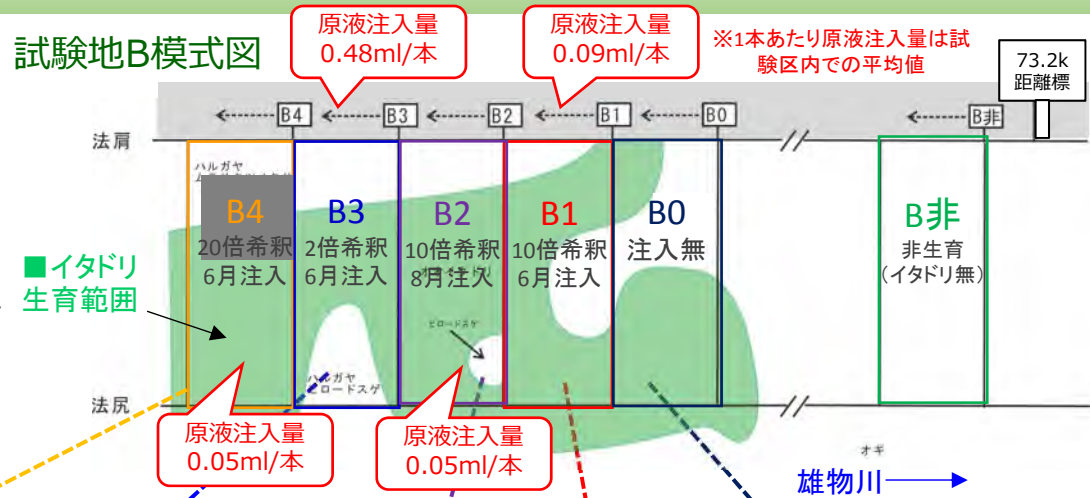 試験地B模式図
原液注入量
0.48ml/本
原液注入量
0.09ml/本
※1本あたり原液注入量は試
験区内での平均値
73.2k
距離標
B4
B3
B2
B1
B0
B非
法肩
ハルガヤ
B4
20倍希釈
6月注入
B3
2倍希釈
6月注入
B2
10倍希釈
8月注入
B1
10倍希釈
6月注入
B0
注入無
B非
非生育
(イタドリ無)
■イタドリ
生育範囲
ビロードスゲ
ハルガヤ
ビロードスゲ
法尻
原液注入量
0.05ml/本
原液注入量
0.05ml/本
オギ
雄物川